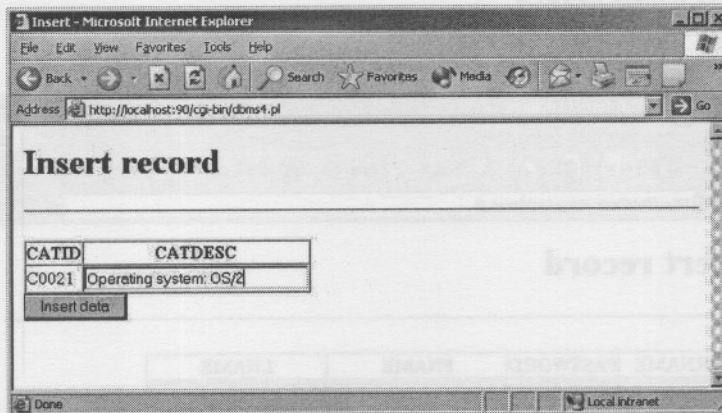 Insert - Microsoft Internet Explorer
File Edit View Favorites Tools Help
Back Search Favorites Media »
Address http://localhost:90/cgi-bin/dbms4.pl Go
Insert record
CATID CATDESC
C0021 Operating system: OS/2
Insert data
Done Local intranet